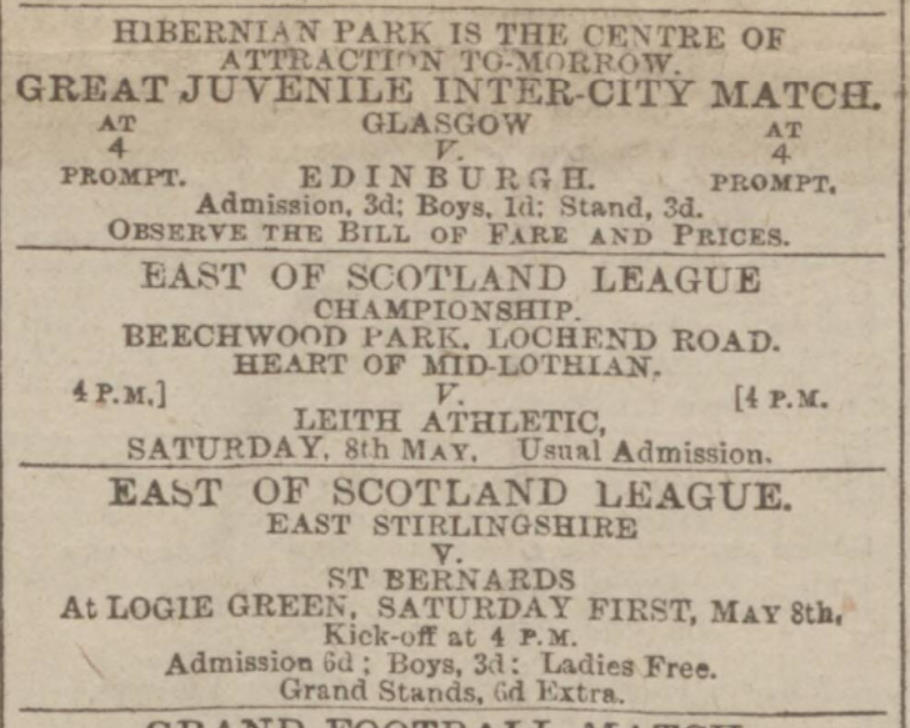 HIBERNIAN PARK IS THE CENTRE OF
ATTRACTION TO-MORROW.
GREAT JUVENILE INTER-CITY MATCH.
AT GLASGOW AT
4 V. 4
PROMPT. EDINBURGH. PROMPT.
Admission, 3d; Boys, 1d; Stand, 3d.
OBSERVE THE BILL OF FARE AND PRICES.
EAST OF SCOTLAND LEAGUE
CHAMPIONSHIP.
BEECHWOOD PARK, LOCHEND ROAD.
HEART OF MID-LOTHIAN,
4 P.M.] V. [4 P.M.
LEITH ATHLETIC,
SATURDAY, 8th MAY. Usual Admission.
EAST OF SCOTLAND LEAGUE.
EAST STIRLINGSHIRE
V.
ST BERNARDS
At LOGIE GREEN, SATURDAY FIRST, MAY 8th,
Kick-off at 4 P.M.
Admission 6d; Boys, 3d: Ladies Free.
Grand Stands, 6d Extra.
GRAND FOOTBALL MATCH